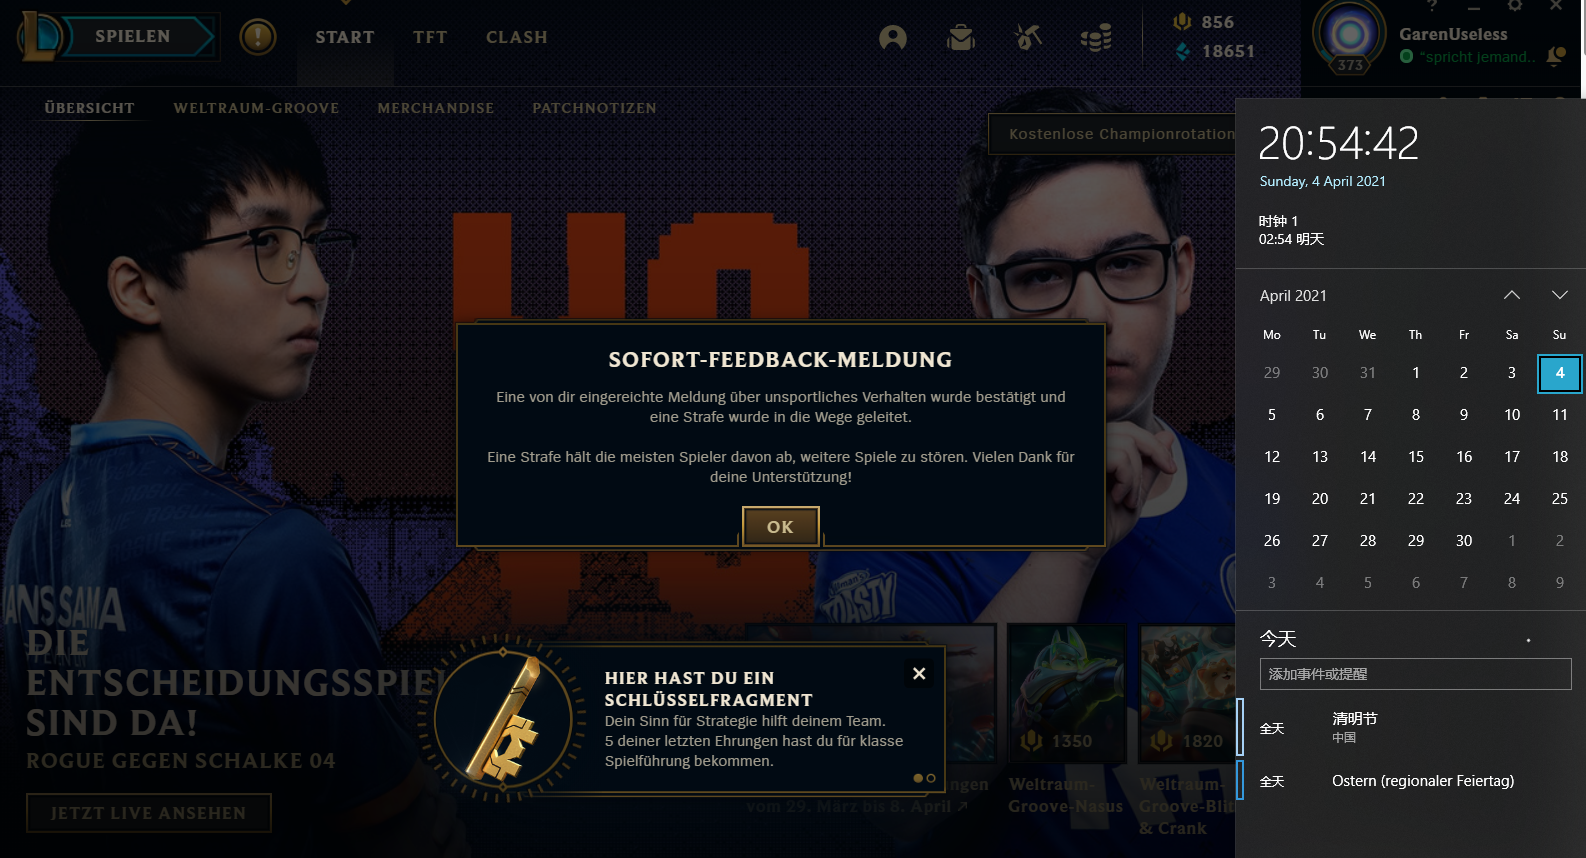 SPIELEN
START
TFT
CLASH
856
18651
373
GarenUseless
"spricht jemand..
ÜBERSICHT
WELTRAUM-GROOVE
MERCHANDISE
PATCHNOTIZEN
Kostenlose Championrotation
SOFORT-FEEDBACK-MELDUNG
Eine von dir eingereichte Meldung über unsportliches Verhalten wurde bestätigt und
eine Strafe wurde in die Wege geleitet.
Eine Strafe hält die meisten Spieler davon ab, weitere Spiele zu stören. Vielen Dank für
deine Unterstützung!
OK
ANS SAMA
DIE
ENTSCHEIDUNGSSPIEL
SIND DA!
ROGUE GEGEN SCHALKE 04
JETZT LIVE ANSEHEN
HIER HAST DU EIN
SCHLÜSSELFRAGMENT
Dein Sinn für Strategie hilft deinem Team.
5 deiner letzten Ehrungen hast du für klasse
Spielführung bekommen.
1350
1820
vom 29. März bis 8. April
Weltraum-
Groove-Nasus
Weltraum-
Groove-Blit
& Crank
20:54:42
Sunday, 4 April 2021
时钟 1
02:54 明天
April 2021
Mo Tu We Th Fr Sa Su
29 30 31 1 2 3 4
5 6 7 8 9 10 11
12 13 14 15 16 17 18
19 20 21 22 23 24 25
26 27 28 29 30 1 2
3 4 5 6 7 8 9
今天
添加事件或提醒
全天
清明节
中国
全天
Ostern (regionaler Feiertag)